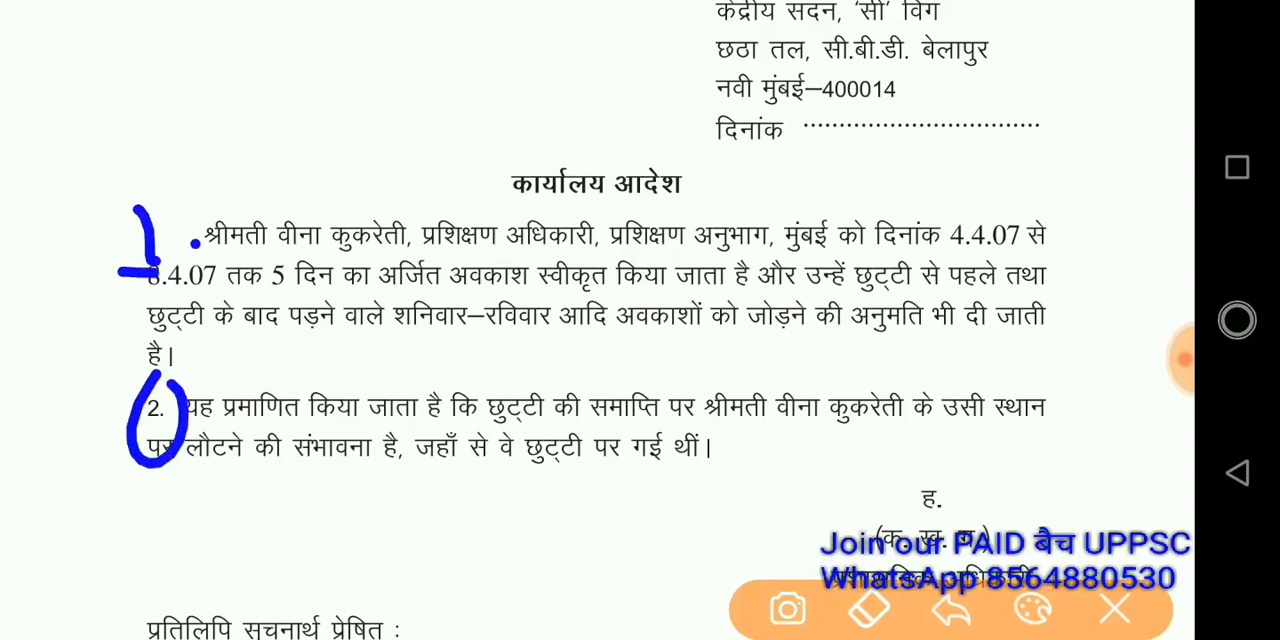 केंद्रीय सदन, 'सी' विंग
छठा तल, सी.बी.डी. बेलापुर
नवी मुंबई–400014
दिनांक ................................
कार्यालय आदेश
1. श्रीमती वीना कुकरेती, प्रशिक्षण अधिकारी, प्रशिक्षण अनुभाग, मुंबई को दिनांक 4.4.07 से
8.4.07 तक 5 दिन का अर्जित अवकाश स्वीकृत किया जाता है और उन्हें छुट्टी से पहले तथा
छुट्टी के बाद पड़ने वाले शनिवार–रविवार आदि अवकाशों को जोड़ने की अनुमति भी दी जाती
है।
2. यह प्रमाणित किया जाता है कि छुट्टी की समाप्ति पर श्रीमती वीना कुकरेती के उसी स्थान
पर लौटने की संभावना है, जहाँ से वे छुट्टी पर गई थीं।
ह.
(क. ख. ग.)
Join our PAID बैच UPPSC
प्रशासनिक अधिकारी
WhatsApp 8564880530
प्रतिलिपि सूचनार्थ प्रेषित :